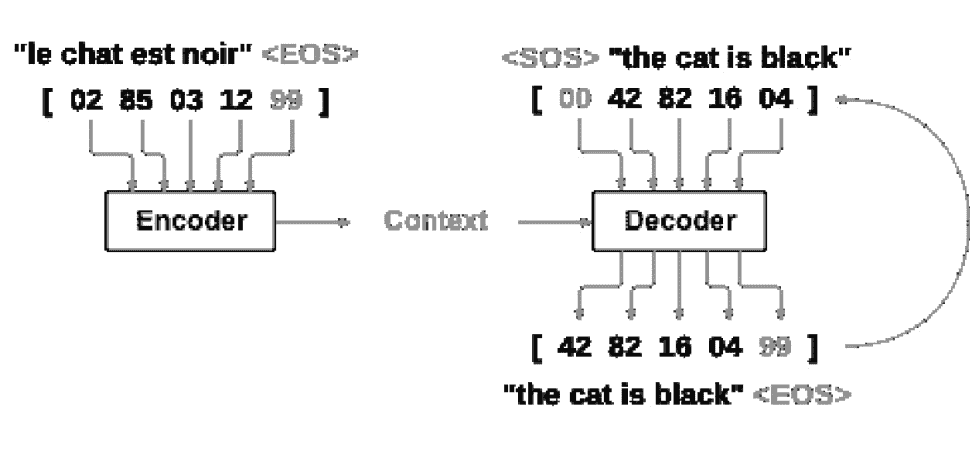 "le chat est noir" <EOS>
[ 02 85 03 12 99 ]
Encoder
Context
<SOS> "the cat is black"
[ 00 42 82 16 04 ]
Decoder
[ 42 82 16 04 99 ]
"the cat is black" <EOS>